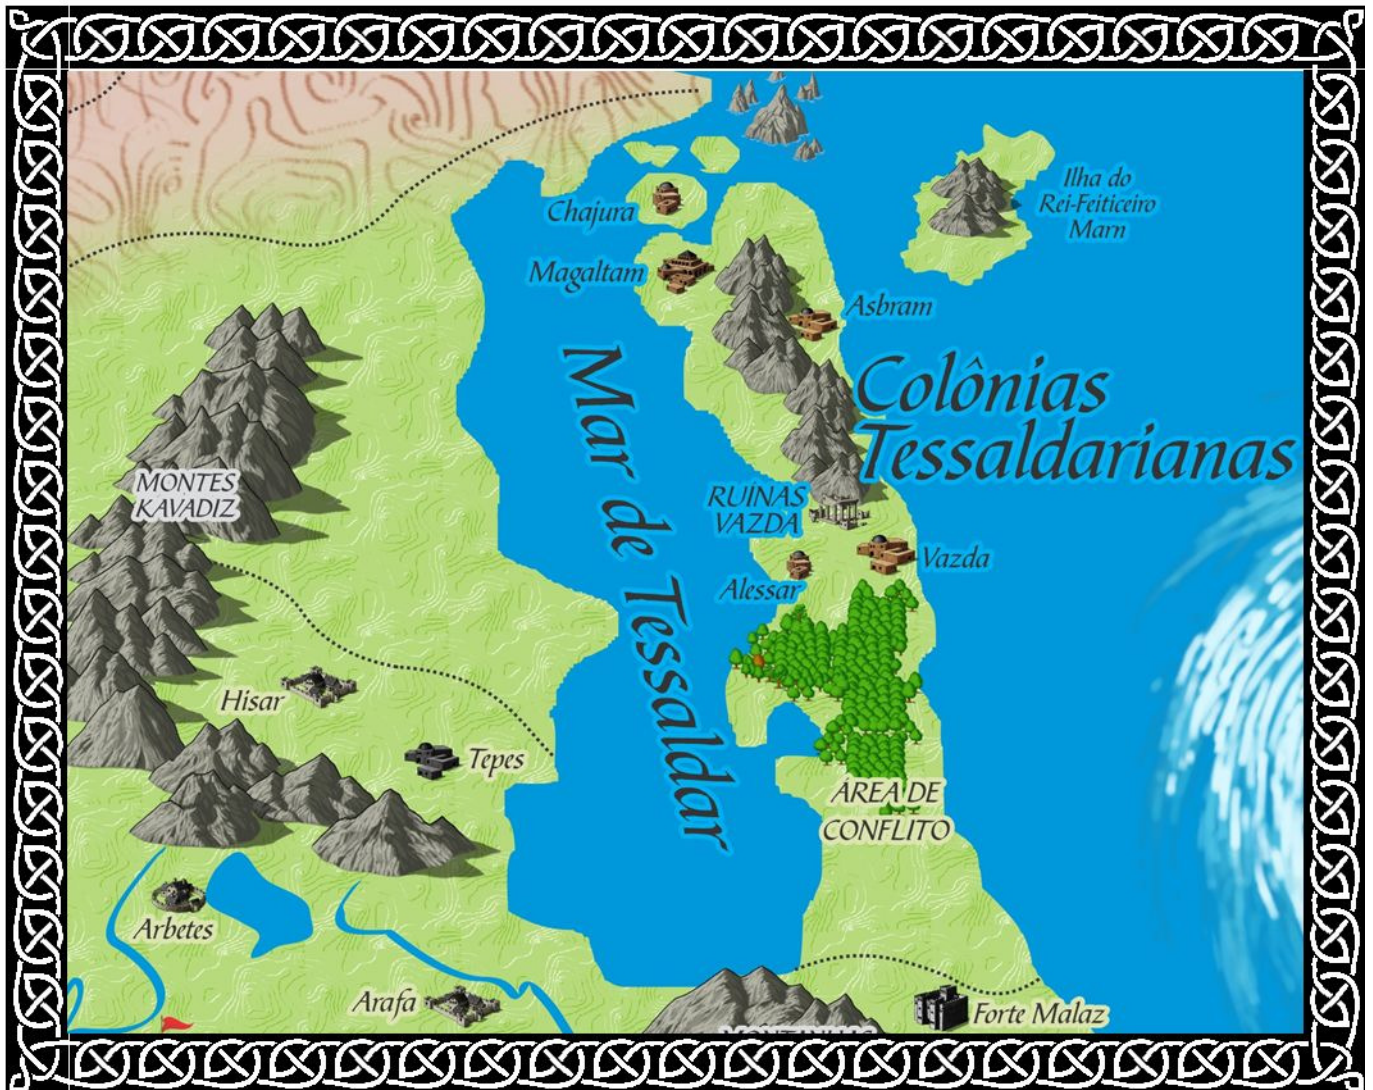 Ilha do
Rei-Feiticeiro
Marn
Chajura
Magaltam
Asbram
Colônias
Tessaldarianas
Mar de Tessaldar
MONTES
KAVADIZ
RUÍNAS
VAZDA
Vazda
Alessar
Hisar
Tepes
ÁREA DE
CONFLITO
Arbetes
Arafa
Forte Malaz
MONTANHAS